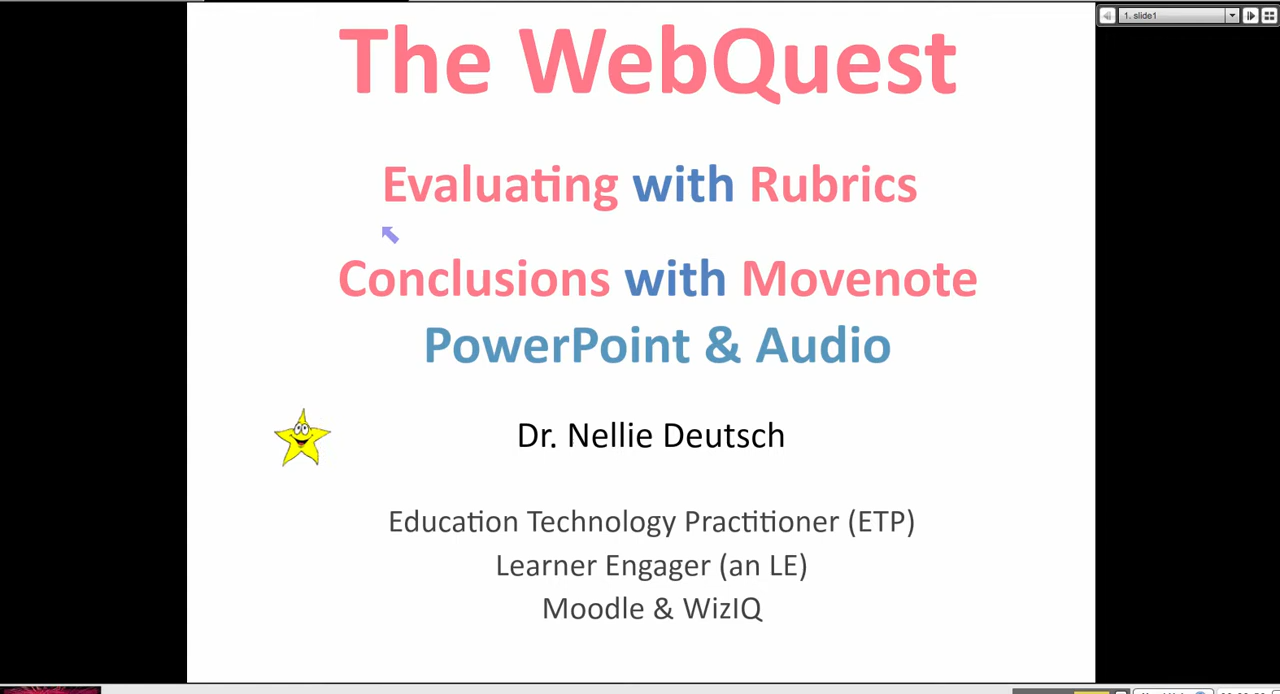 1. slide1
The WebQuest
Evaluating with Rubrics
Conclusions with Movenote
PowerPoint & Audio
Dr. Nellie Deutsch
Education Technology Practitioner (ETP)
Learner Engager (an LE)
Moodle & WizIQ